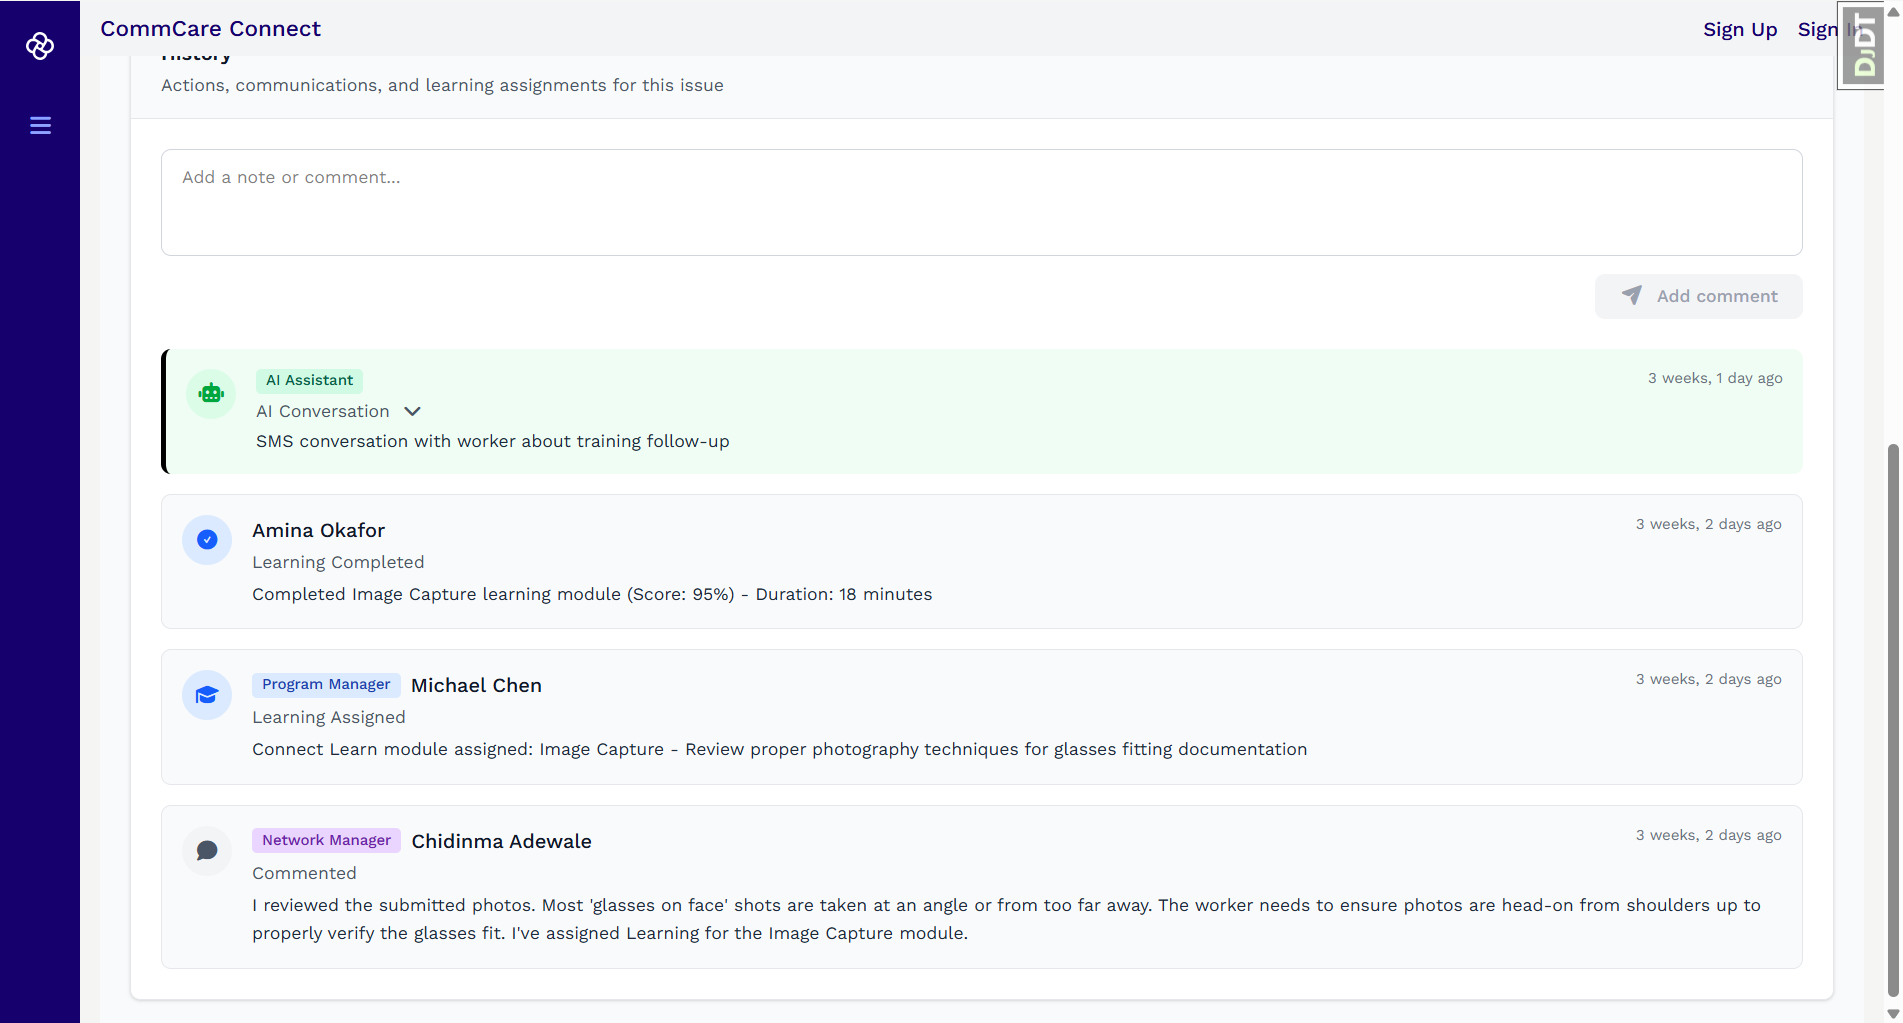 CommCare Connect
Sign Up
Sign In
DJDT
History
Actions, communications, and learning assignments for this issue
Add a note or comment...
Add comment
AI Assistant
3 weeks, 1 day ago
AI Conversation
SMS conversation with worker about training follow-up
Amina Okafor
3 weeks, 2 days ago
Learning Completed
Completed Image Capture learning module (Score: 95%) - Duration: 18 minutes
Program Manager Michael Chen
3 weeks, 2 days ago
Learning Assigned
Connect Learn module assigned: Image Capture - Review proper photography techniques for glasses fitting documentation
Network Manager Chidinma Adewale
3 weeks, 2 days ago
Commented
I reviewed the submitted photos. Most 'glasses on face' shots are taken at an angle or from too far away. The worker needs to ensure photos are head-on from shoulders up to
properly verify the glasses fit. I've assigned Learning for the Image Capture module.